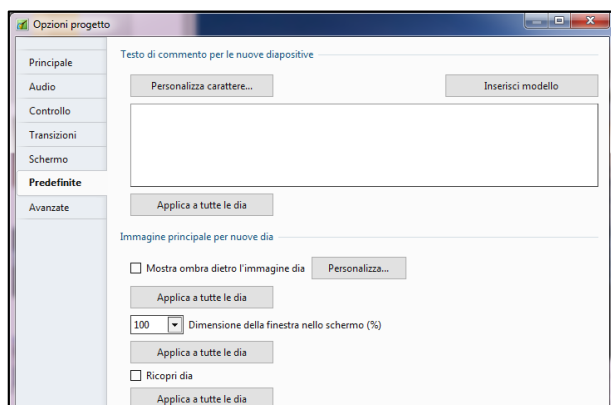 Opzioni progetto
Principale
Audio
Controllo
Transizioni
Schermo
Predefinite
Avanzate
Testo di commento per le nuove diapositive
Personalizza carattere... Inserisci modello
Applica a tutte le dia
Immagine principale per nuove dia
Mostra ombra dietro l'immagine dia Personalizza...
Applica a tutte le dia
100 Dimensione della finestra nello schermo (%)
Applica a tutte le dia
Ricopri dia
Applica a tutte le dia